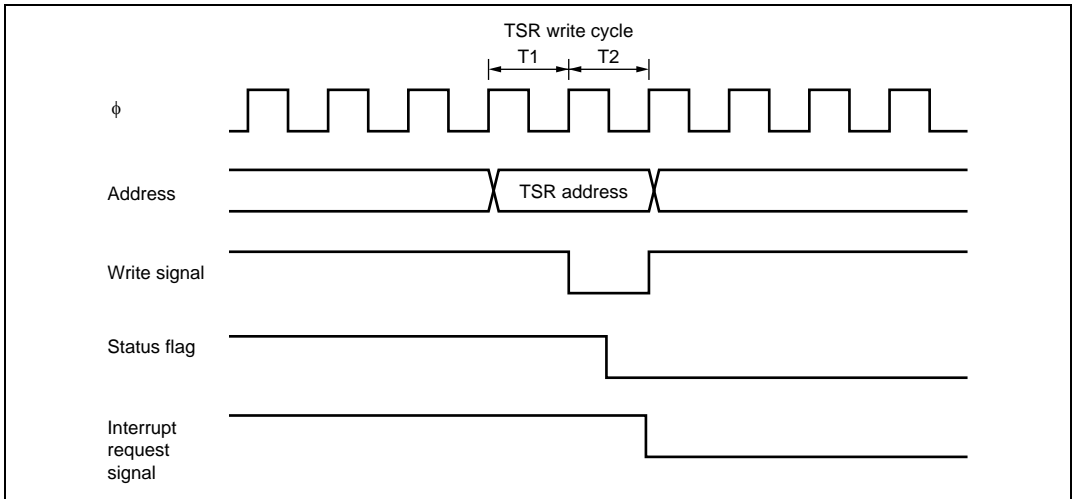 TSR write cycle
T1 T2
ϕ
Address
TSR address
Write signal
Status flag
Interrupt
request
signal